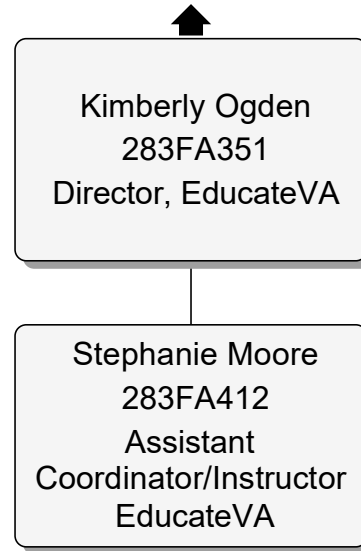 Kimberly Ogden
283FA351
Director, EducateVA
Stephanie Moore
283FA412
Assistant
Coordinator/Instructor
EducateVA